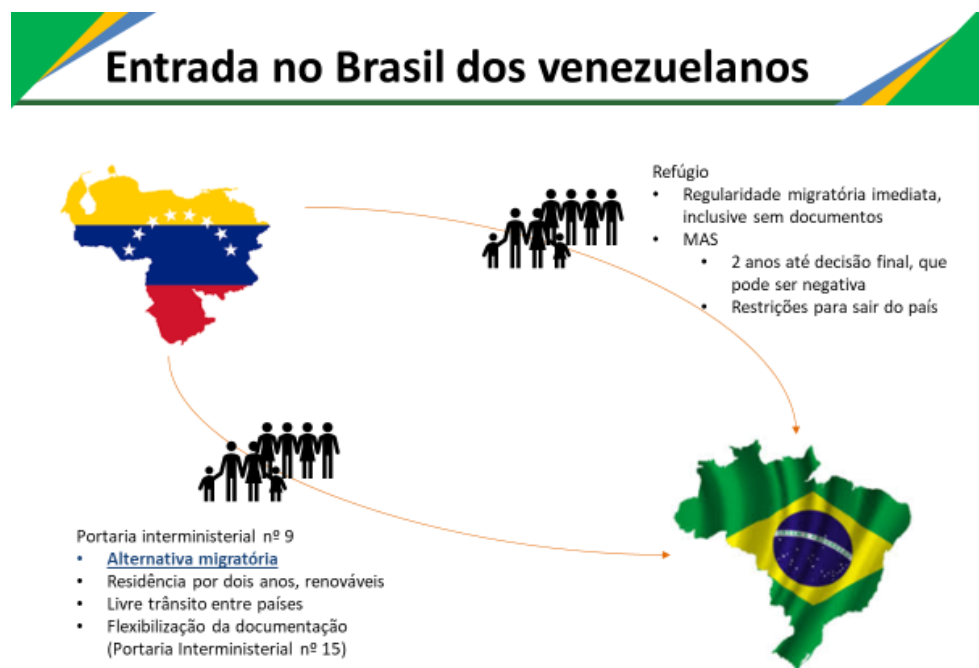 Entrada no Brasil dos venezuelanos
Refúgio
• Regularidade migratória imediata,
inclusive sem documentos
• MAS
• 2 anos até decisão final, que
pode ser negativa
• Restrições para sair do país
Portaria interministerial nº 9
• Alternativa migratória
• Residência por dois anos, renováveis
• Livre trânsito entre países
• Flexibilização da documentação
(Portaria Interministerial nº 15)